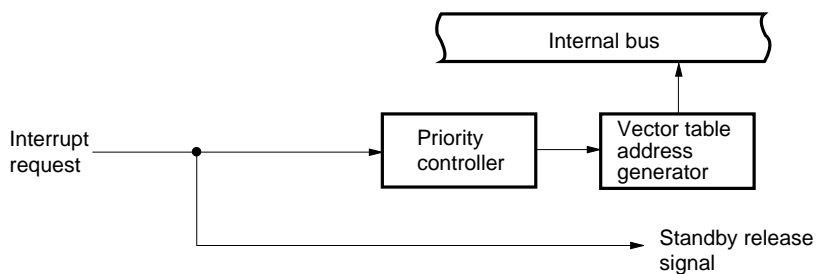 Internal bus
Interrupt
request
Priority
controller
Vector table
address
generator
Standby release
signal